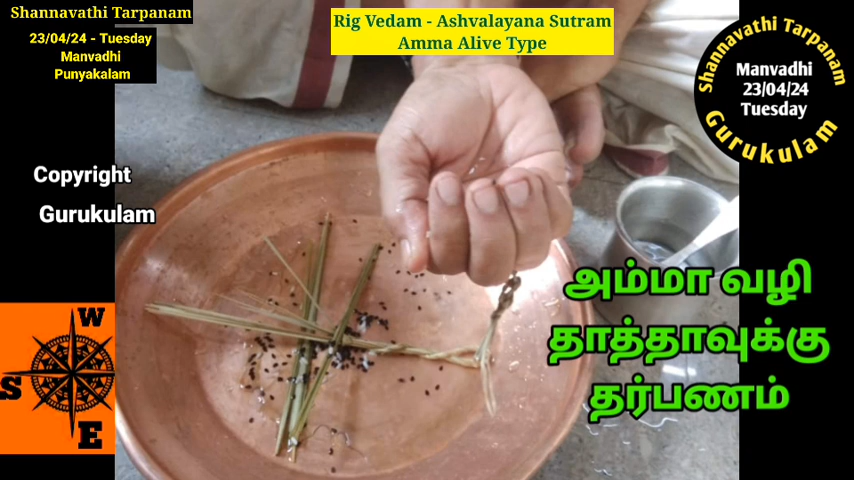 Shannavathi Tarpanam
23/04/24 - Tuesday
Manvadhi
Punyakalam
Rig Vedam - Ashvalayana Sutram
Amma Alive Type
Shannavathi Tarpanam
Manvadhi
23/04/24
Tuesday
Gurukulam
Copyright
Gurukulam
அம்மா வழி
தாத்தாவுக்கு
தர்பணம்
W
S
E